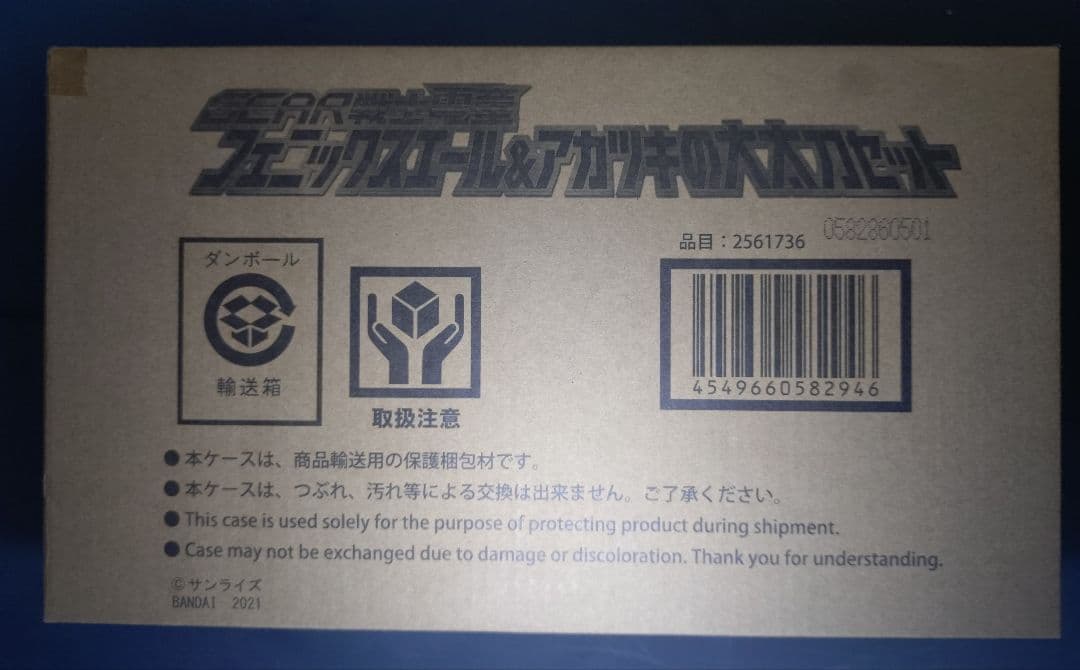 GEAR戦士電童
フェニックスエール&アカツキの大太刀セット
品目：2561736
0582860501
ダンボール
輸送箱
取扱注意
4549660582946
●本ケースは、商品輸送用の保護梱包材です。
●本ケースは、つぶれ、汚れ等による交換は出来ません。ご了承ください。
●This case is used solely for the purpose of protecting product during shipment.
●Case may not be exchanged due to damage or discoloration. Thank you for understanding.
©サンライズ
BANDAI 2021